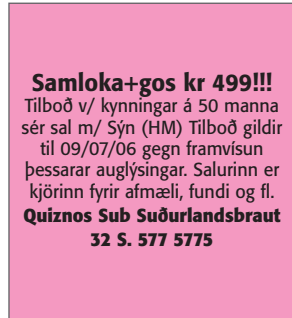 Samloka+gos kr 499!!!
Tilboð v/ kynningar á 50 manna
sér sal m/ Sýn (HM) Tilboð gildir
til 09/07/06 gegn framvísun
þessarar auglýsingar. Salurinn er
kjörinn fyrir afmæli, fundi og fl.
Quiznos Sub Suðurlandsbraut
32 S. 577 5775